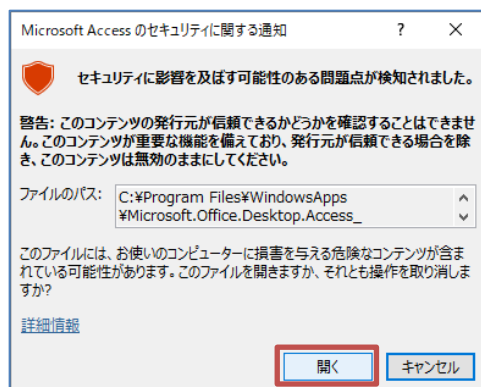 Microsoft Access のセキュリティに関する通知
セキュリティに影響を及ぼす可能性のある問題点が検知されました。
警告: このコンテンツの発行元が信頼できるかどうかを確認することはできませ
ん。このコンテンツが重要な機能を備えており、発行元が信頼できる場合を除
き、このコンテンツは無効のままにしてください。
ファイルのパス: C:¥Program Files¥WindowsApps
¥Microsoft.Office.Desktop.Access_
このファイルには、お使いのコンピューターに損害を与える危険なコンテンツが含ま
れている可能性があります。このファイルを開きますか、それとも操作を取り消しま
すか?
詳細情報
開く キャンセル